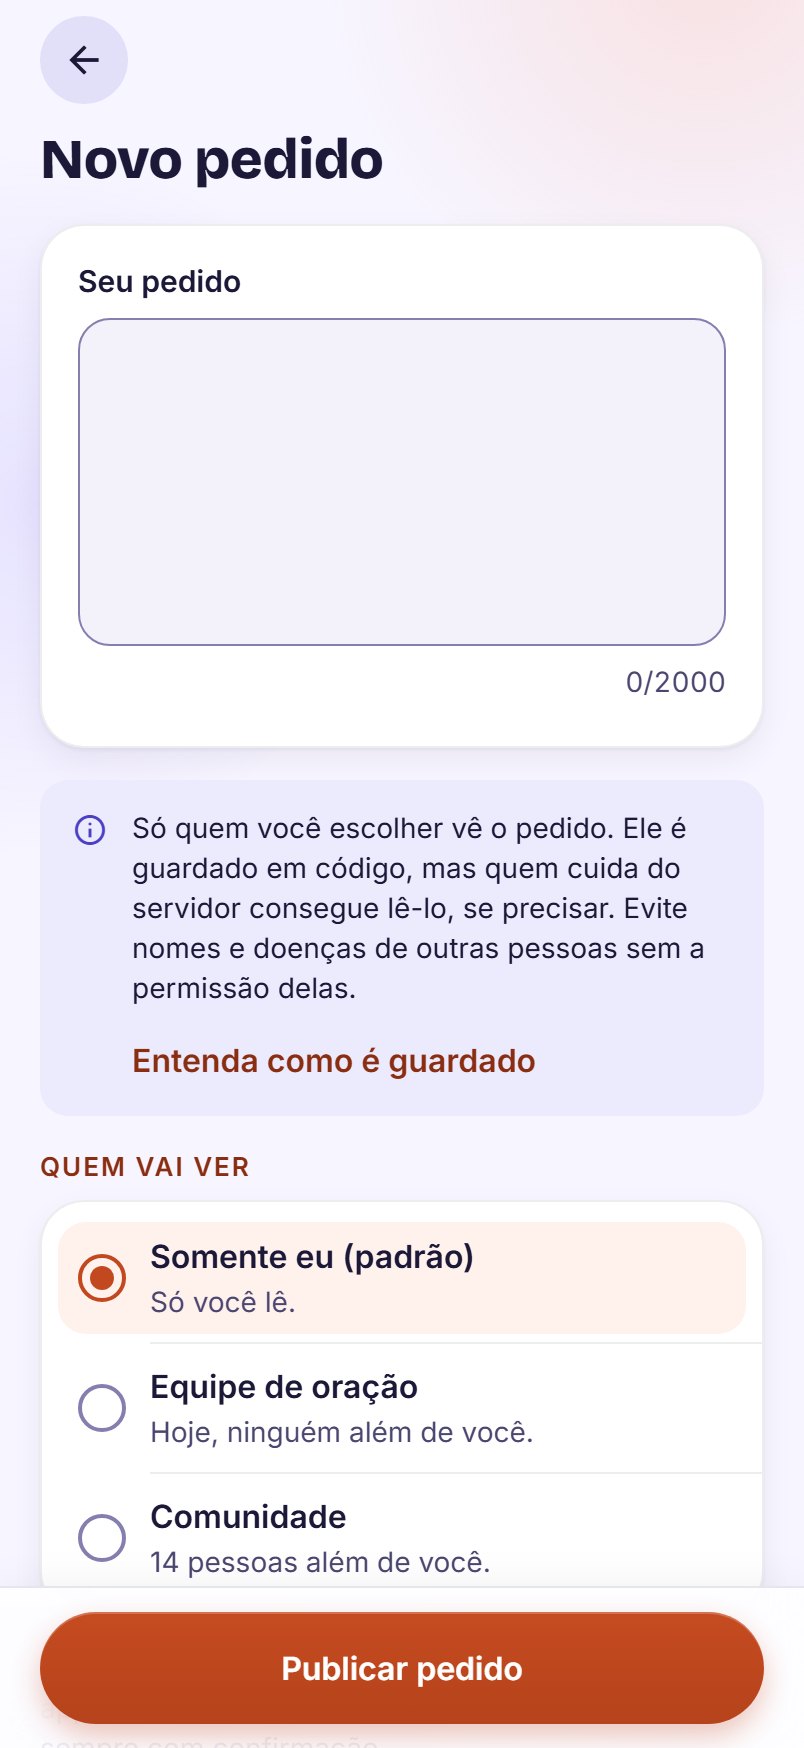 Novo pedido
Seu pedido
0/2000
Só quem você escolher vê o pedido. Ele é
guardado em código, mas quem cuida do
servidor consegue lê-lo, se precisar. Evite
nomes e doenças de outras pessoas sem a
permissão delas.
Entenda como é guardado
QUEM VAI VER
Somente eu (padrão)
Só você lê.
Equipe de oração
Hoje, ninguém além de você.
Comunidade
14 pessoas além de você.
Publicar pedido